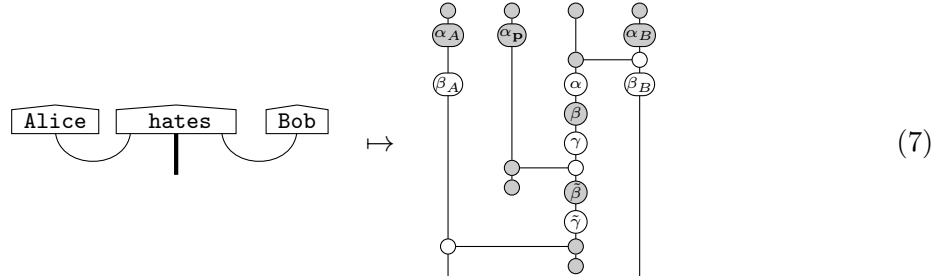 α_A α_𝐩 α_B
β_A α β_B
Alice hates Bob β
↦ γ (7)
β̃
γ̃